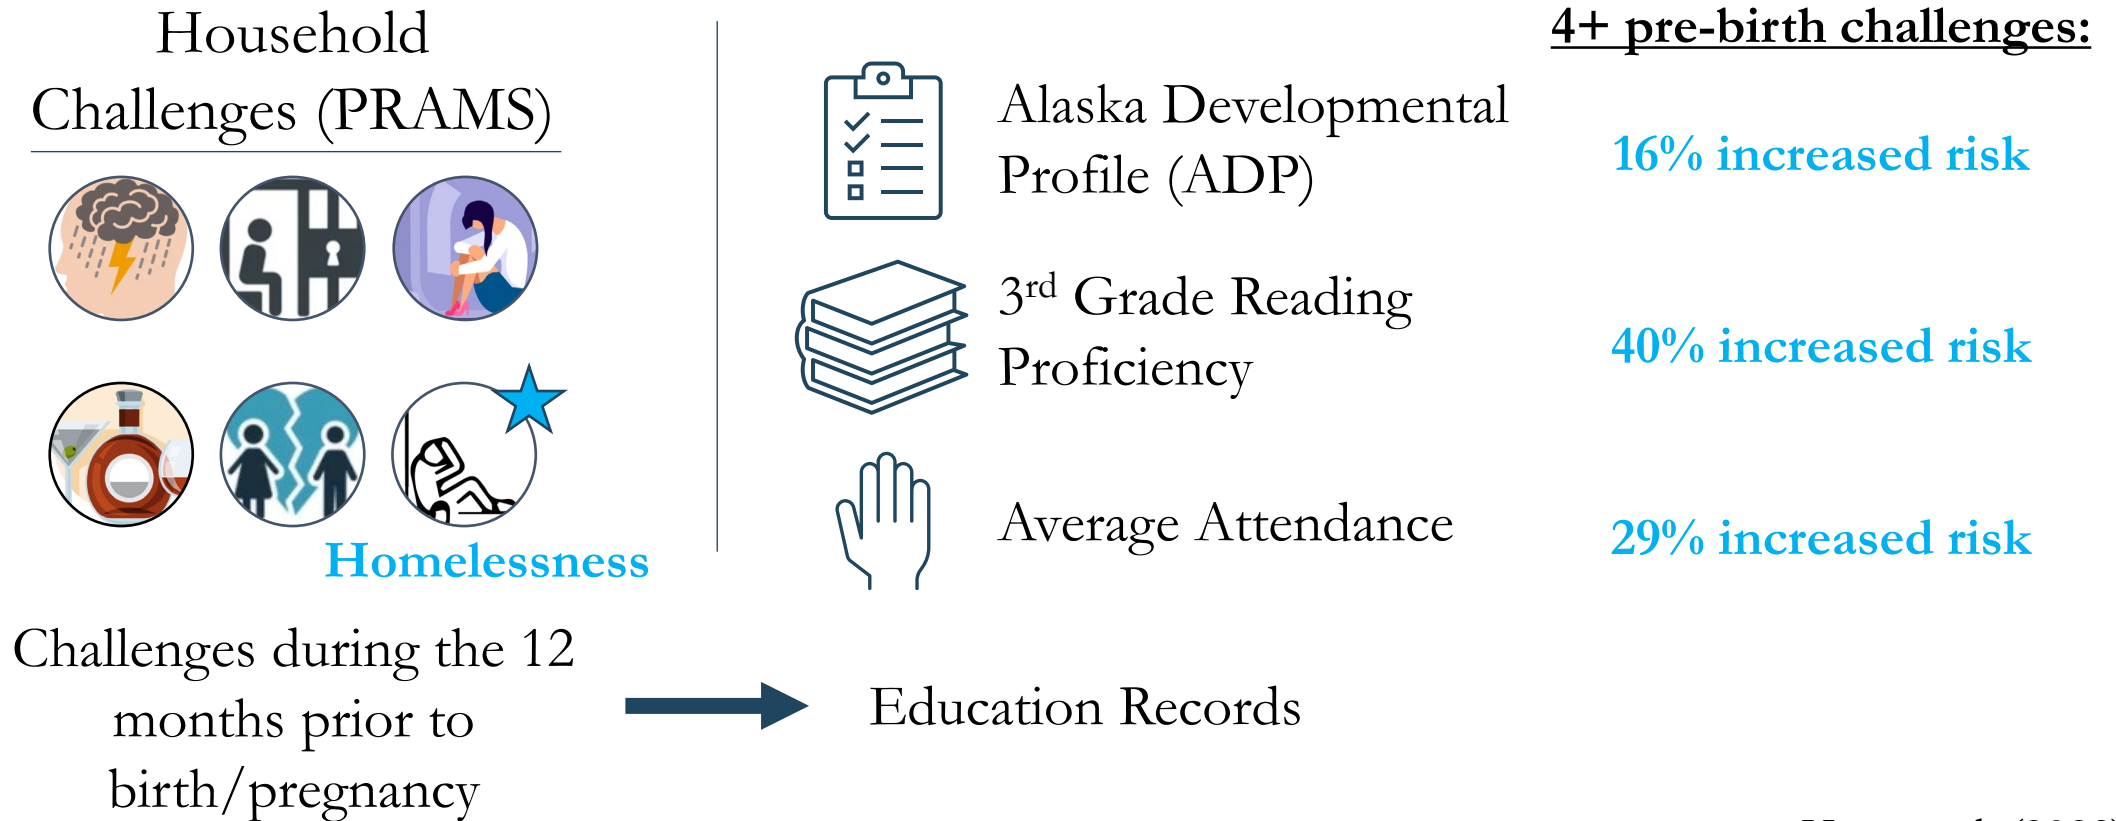 Household
Challenges (PRAMS)
Homelessness
Challenges during the 12
months prior to
birth/pregnancy
Alaska Developmental
Profile (ADP)
3rd Grade Reading
Proficiency
Average Attendance
Education Records
4+ pre-birth challenges:
16% increased risk
40% increased risk
29% increased risk